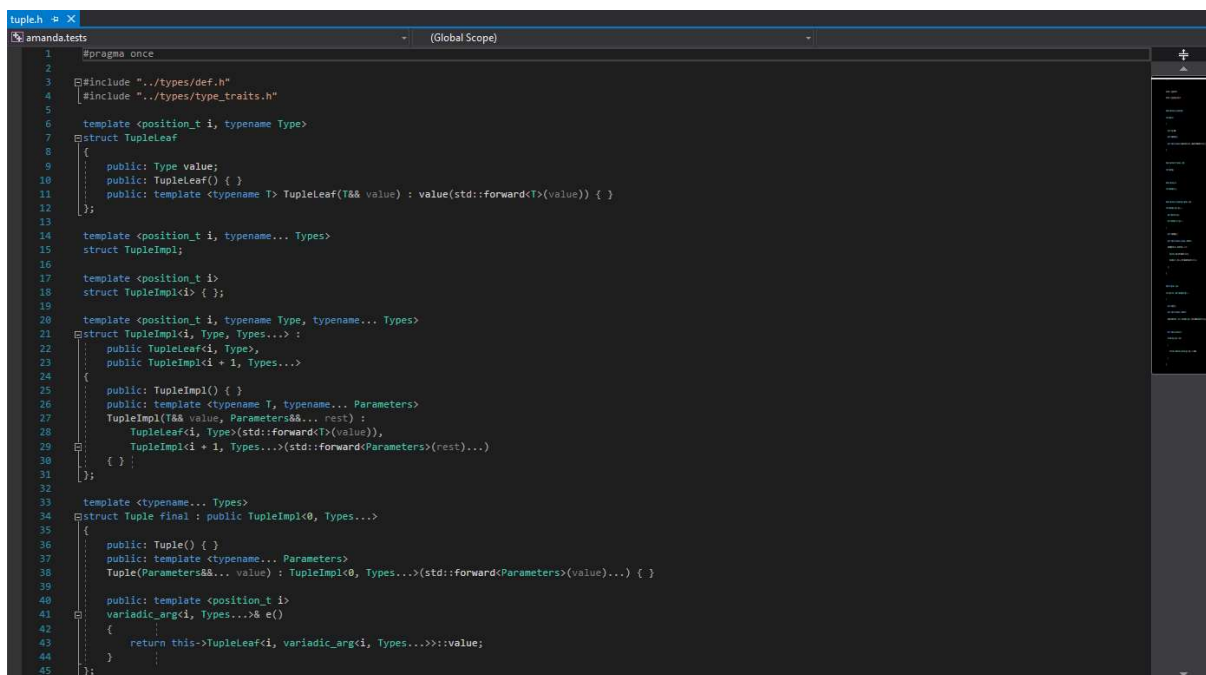 tuple.h
amanda.tests (Global Scope)
1 #pragma once
2
3 #include "../types/def.h"
4 #include "../types/type_traits.h"
5
6 template <position_t i, typename Type>
7 struct TupleLeaf
8 {
9 public: Type value;
10 public: TupleLeaf() { }
11 public: template <typename T> TupleLeaf(T&& value) : value(std::forward<T>(value)) { }
12 };
13
14 template <position_t i, typename... Types>
15 struct TupleImpl;
16
17 template <position_t i>
18 struct TupleImpl<i> { };
19
20 template <position_t i, typename Type, typename... Types>
21 struct TupleImpl<i, Type, Types...> :
22 public TupleLeaf<i, Type>,
23 public TupleImpl<i + 1, Types...>
24 {
25 public: TupleImpl() { }
26 public: template <typename T, typename... Parameters>
27 TupleImpl(T&& value, Parameters&&... rest) :
28 TupleLeaf<i, Type>(std::forward<T>(value)),
29 TupleImpl<i + 1, Types...>(std::forward<Parameters>(rest)...)
30 { }
31 };
32
33 template <typename... Types>
34 struct Tuple final : public TupleImpl<0, Types...>
35 {
36 public: Tuple() { }
37 public: template <typename... Parameters>
38 Tuple(Parameters&&... value) : TupleImpl<0, Types...>(std::forward<Parameters>(value)...) { }
39
40 public: template <position_t i>
41 variadic_arg<i, Types...>& e()
42 {
43 return this->TupleLeaf<i, variadic_arg<i, Types...>>::value;
44 }
45 };